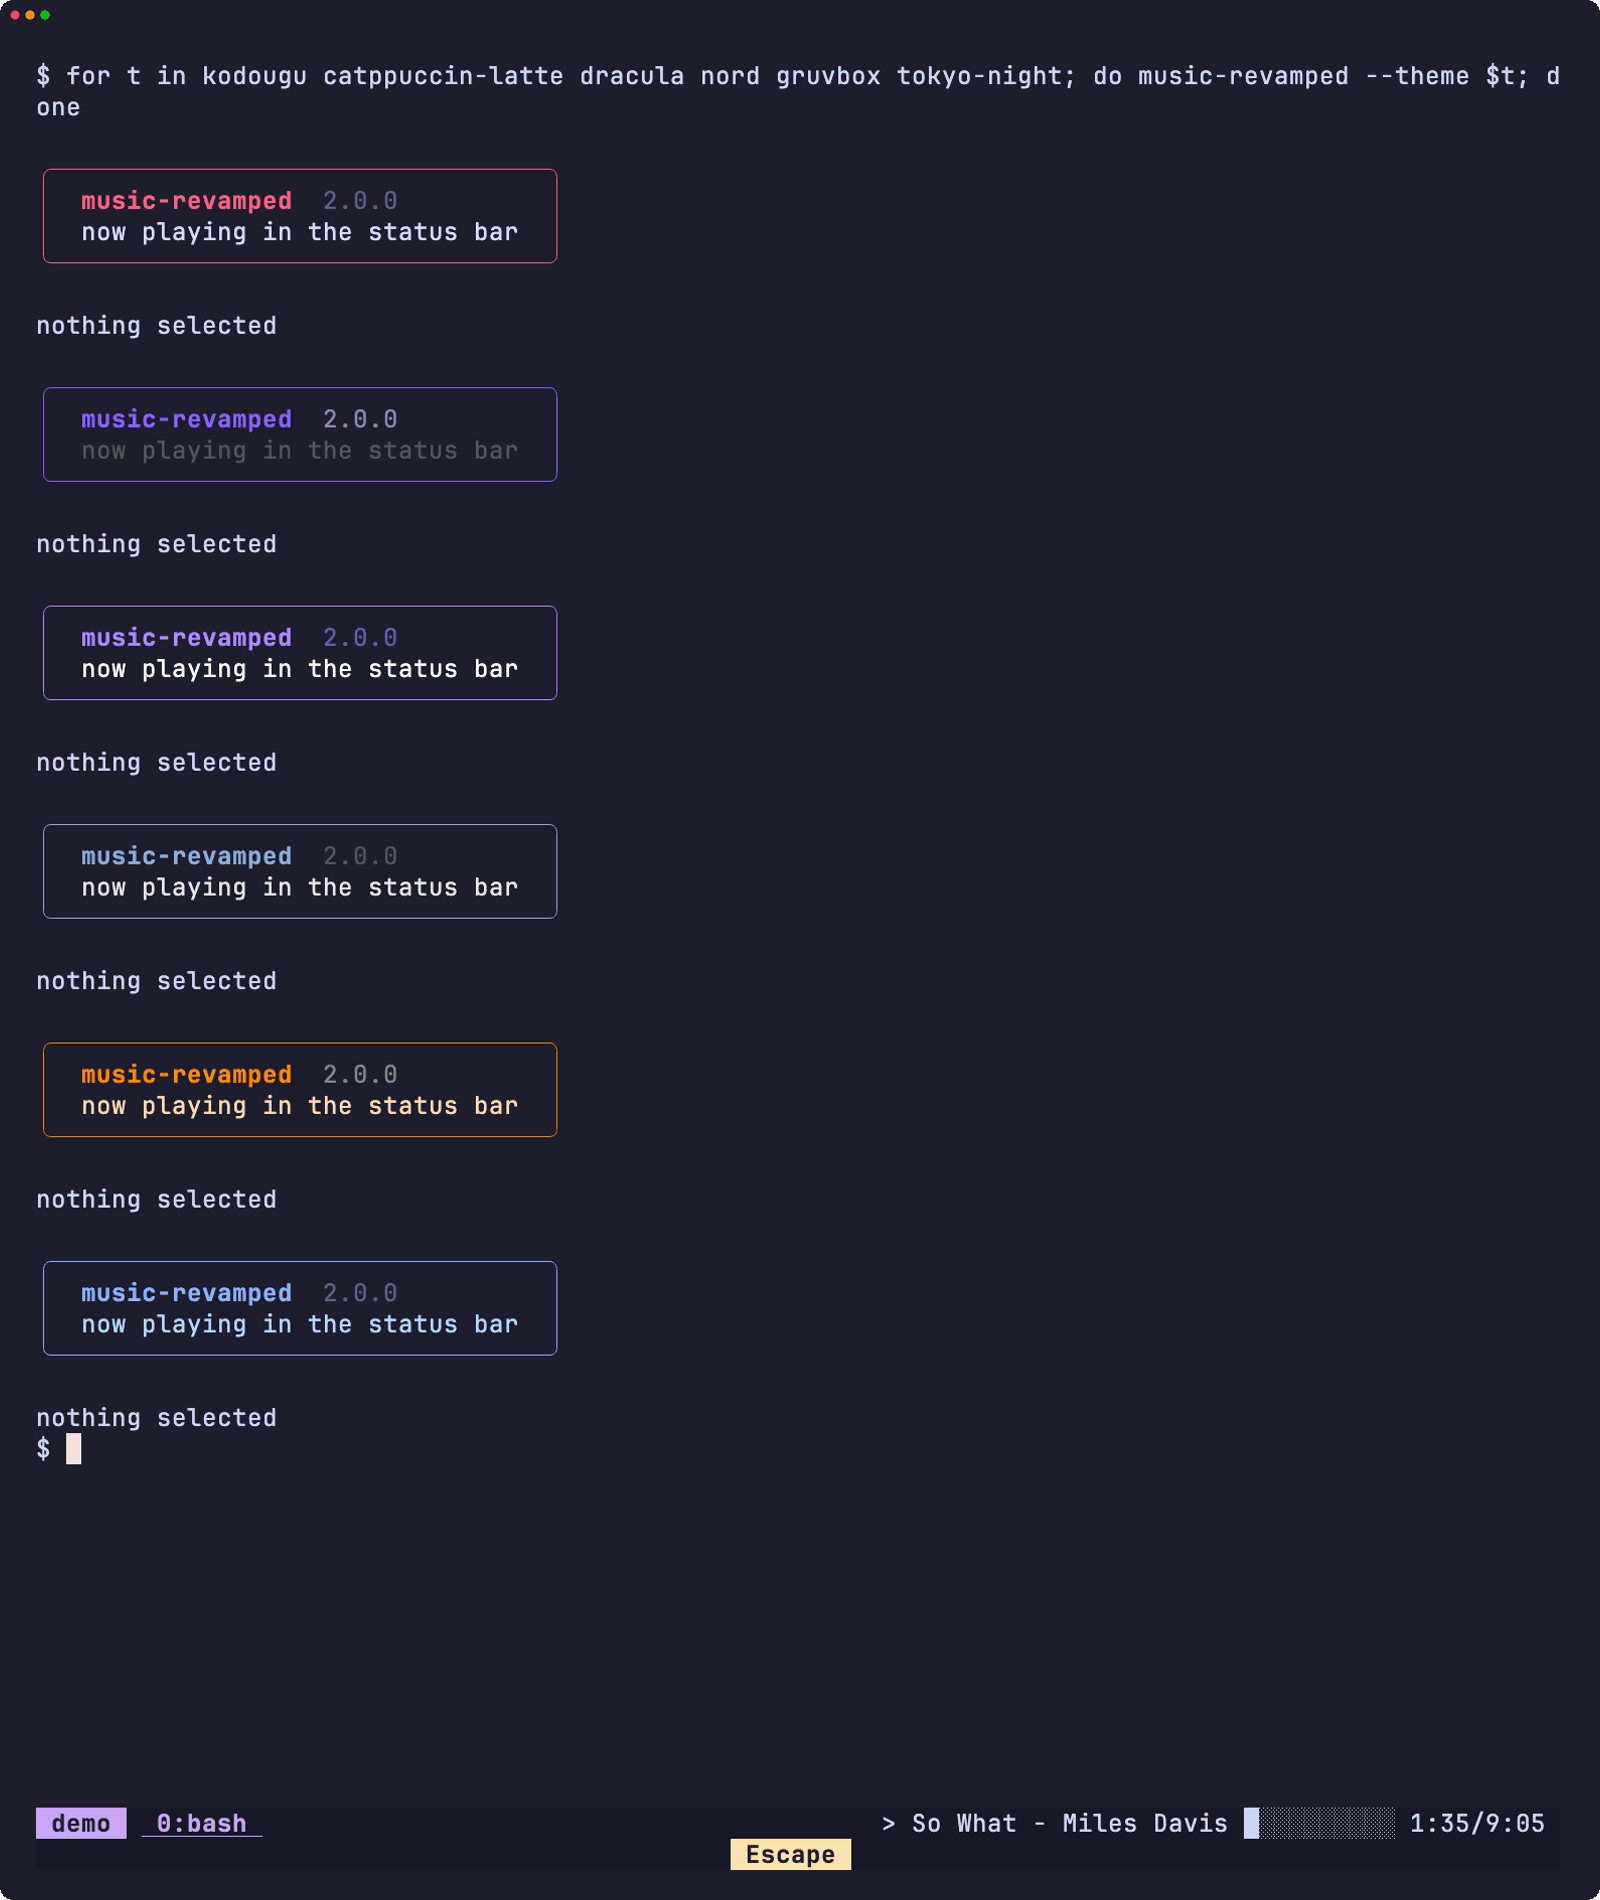 $ for t in kodougu catppuccin-latte dracula nord gruvbox tokyo-night; do music-revamped --theme $t; d
one
music-revamped  2.0.0
now playing in the status bar
nothing selected
music-revamped  2.0.0
now playing in the status bar
nothing selected
music-revamped  2.0.0
now playing in the status bar
nothing selected
music-revamped  2.0.0
now playing in the status bar
nothing selected
music-revamped  2.0.0
now playing in the status bar
nothing selected
music-revamped  2.0.0
now playing in the status bar
nothing selected
$
demo  0:bash  > So What - Miles Davis  1:35/9:05
Escape